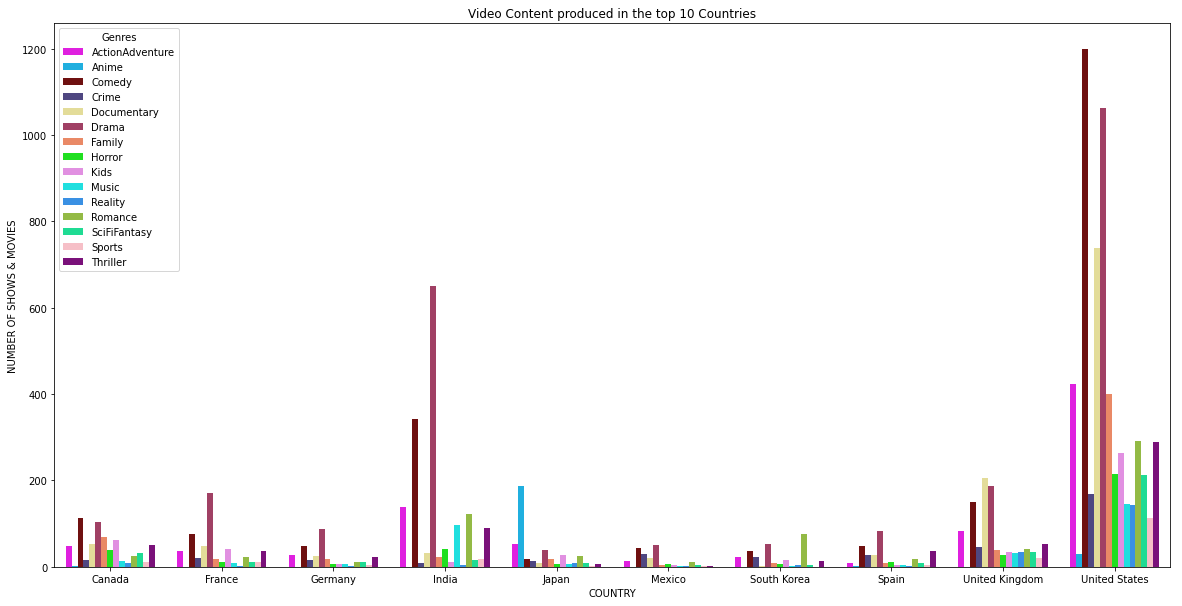 Video Content produced in the top 10 Countries
Genres
ActionAdventure
Anime
Comedy
Crime
Documentary
Drama
Family
Horror
Kids
Music
Reality
Romance
SciFiFantasy
Sports
Thriller
NUMBER OF SHOWS & MOVIES
1200
1000
800
600
400
200
0
Canada France Germany India Japan Mexico South Korea Spain United Kingdom United States
COUNTRY